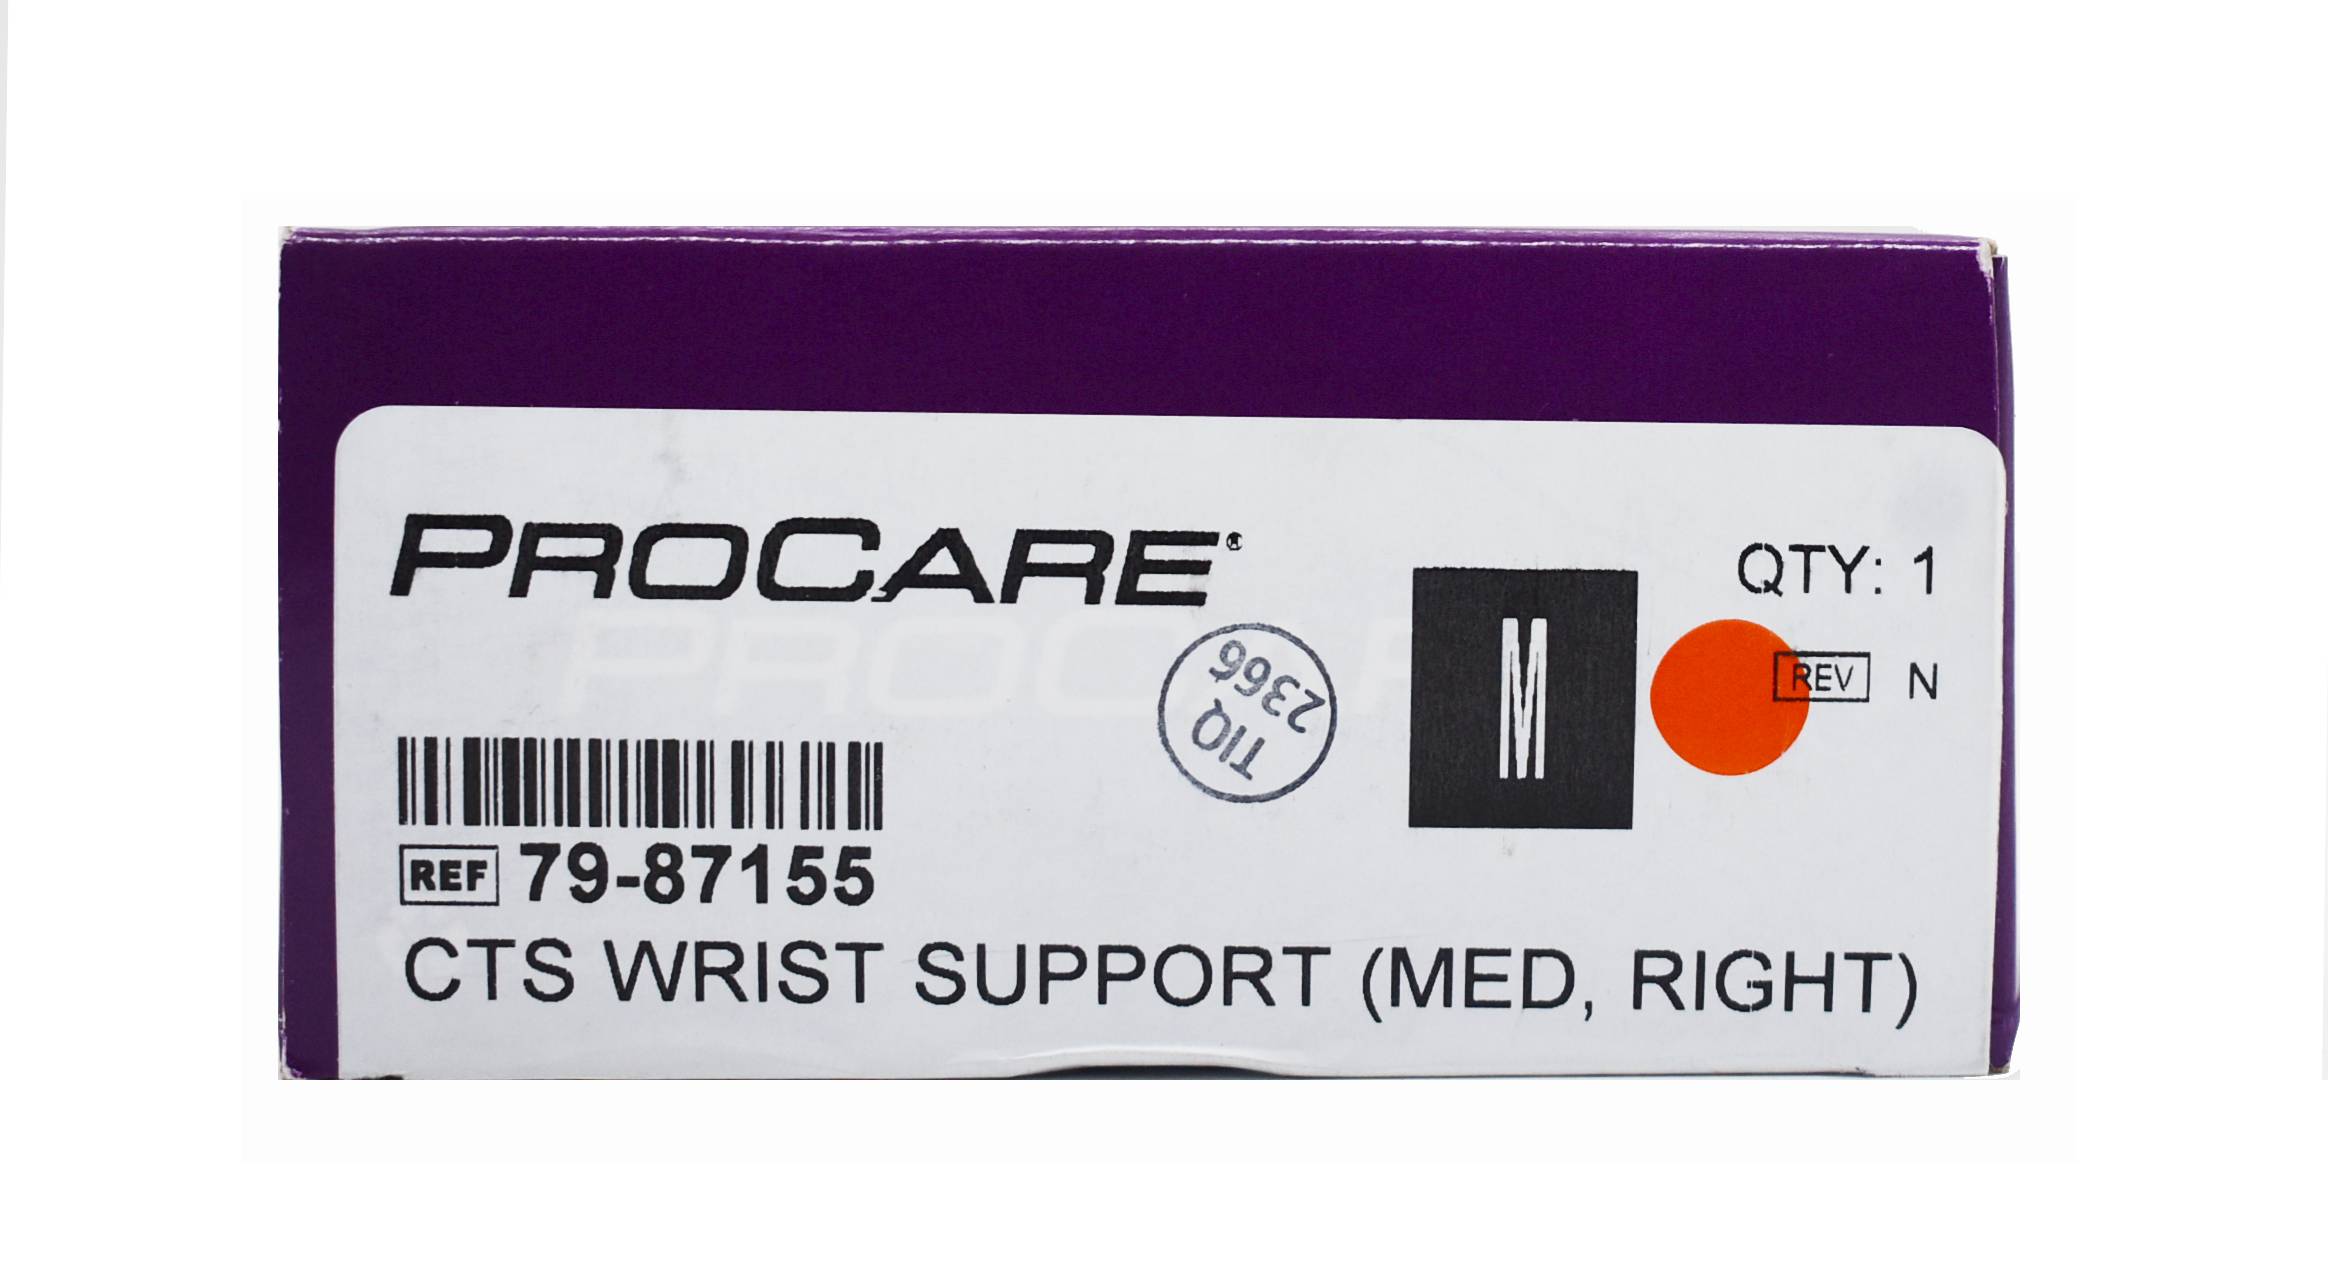 PROCARE®
QTY: 1
M
REV N
TIQ
2366
REF 79-87155
CTS WRIST SUPPORT (MED, RIGHT)